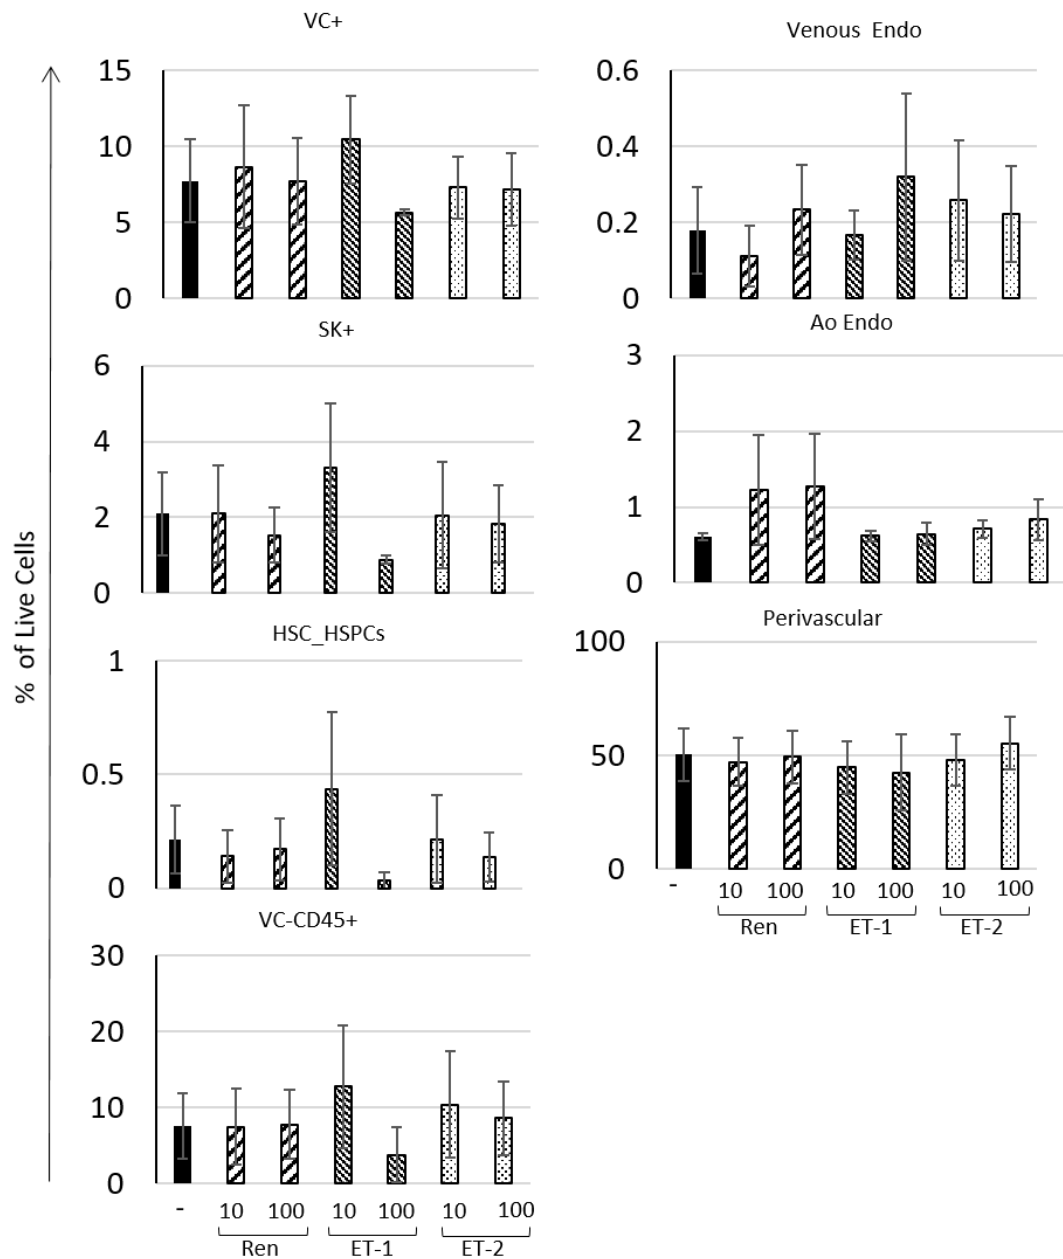 VC+
15
10
5
0
SK+
6
4
2
0
HSC_HSPCs
1
0.5
0
VC-CD45+
30
20
10
0
- 10 100 10 100 10 100
Ren ET-1 ET-2
% of Live Cells
Venous Endo
0.6
0.4
0.2
0
Ao Endo
3
2
1
0
Perivascular
100
50
0
- 10 100 10 100 10 100
Ren ET-1 ET-2